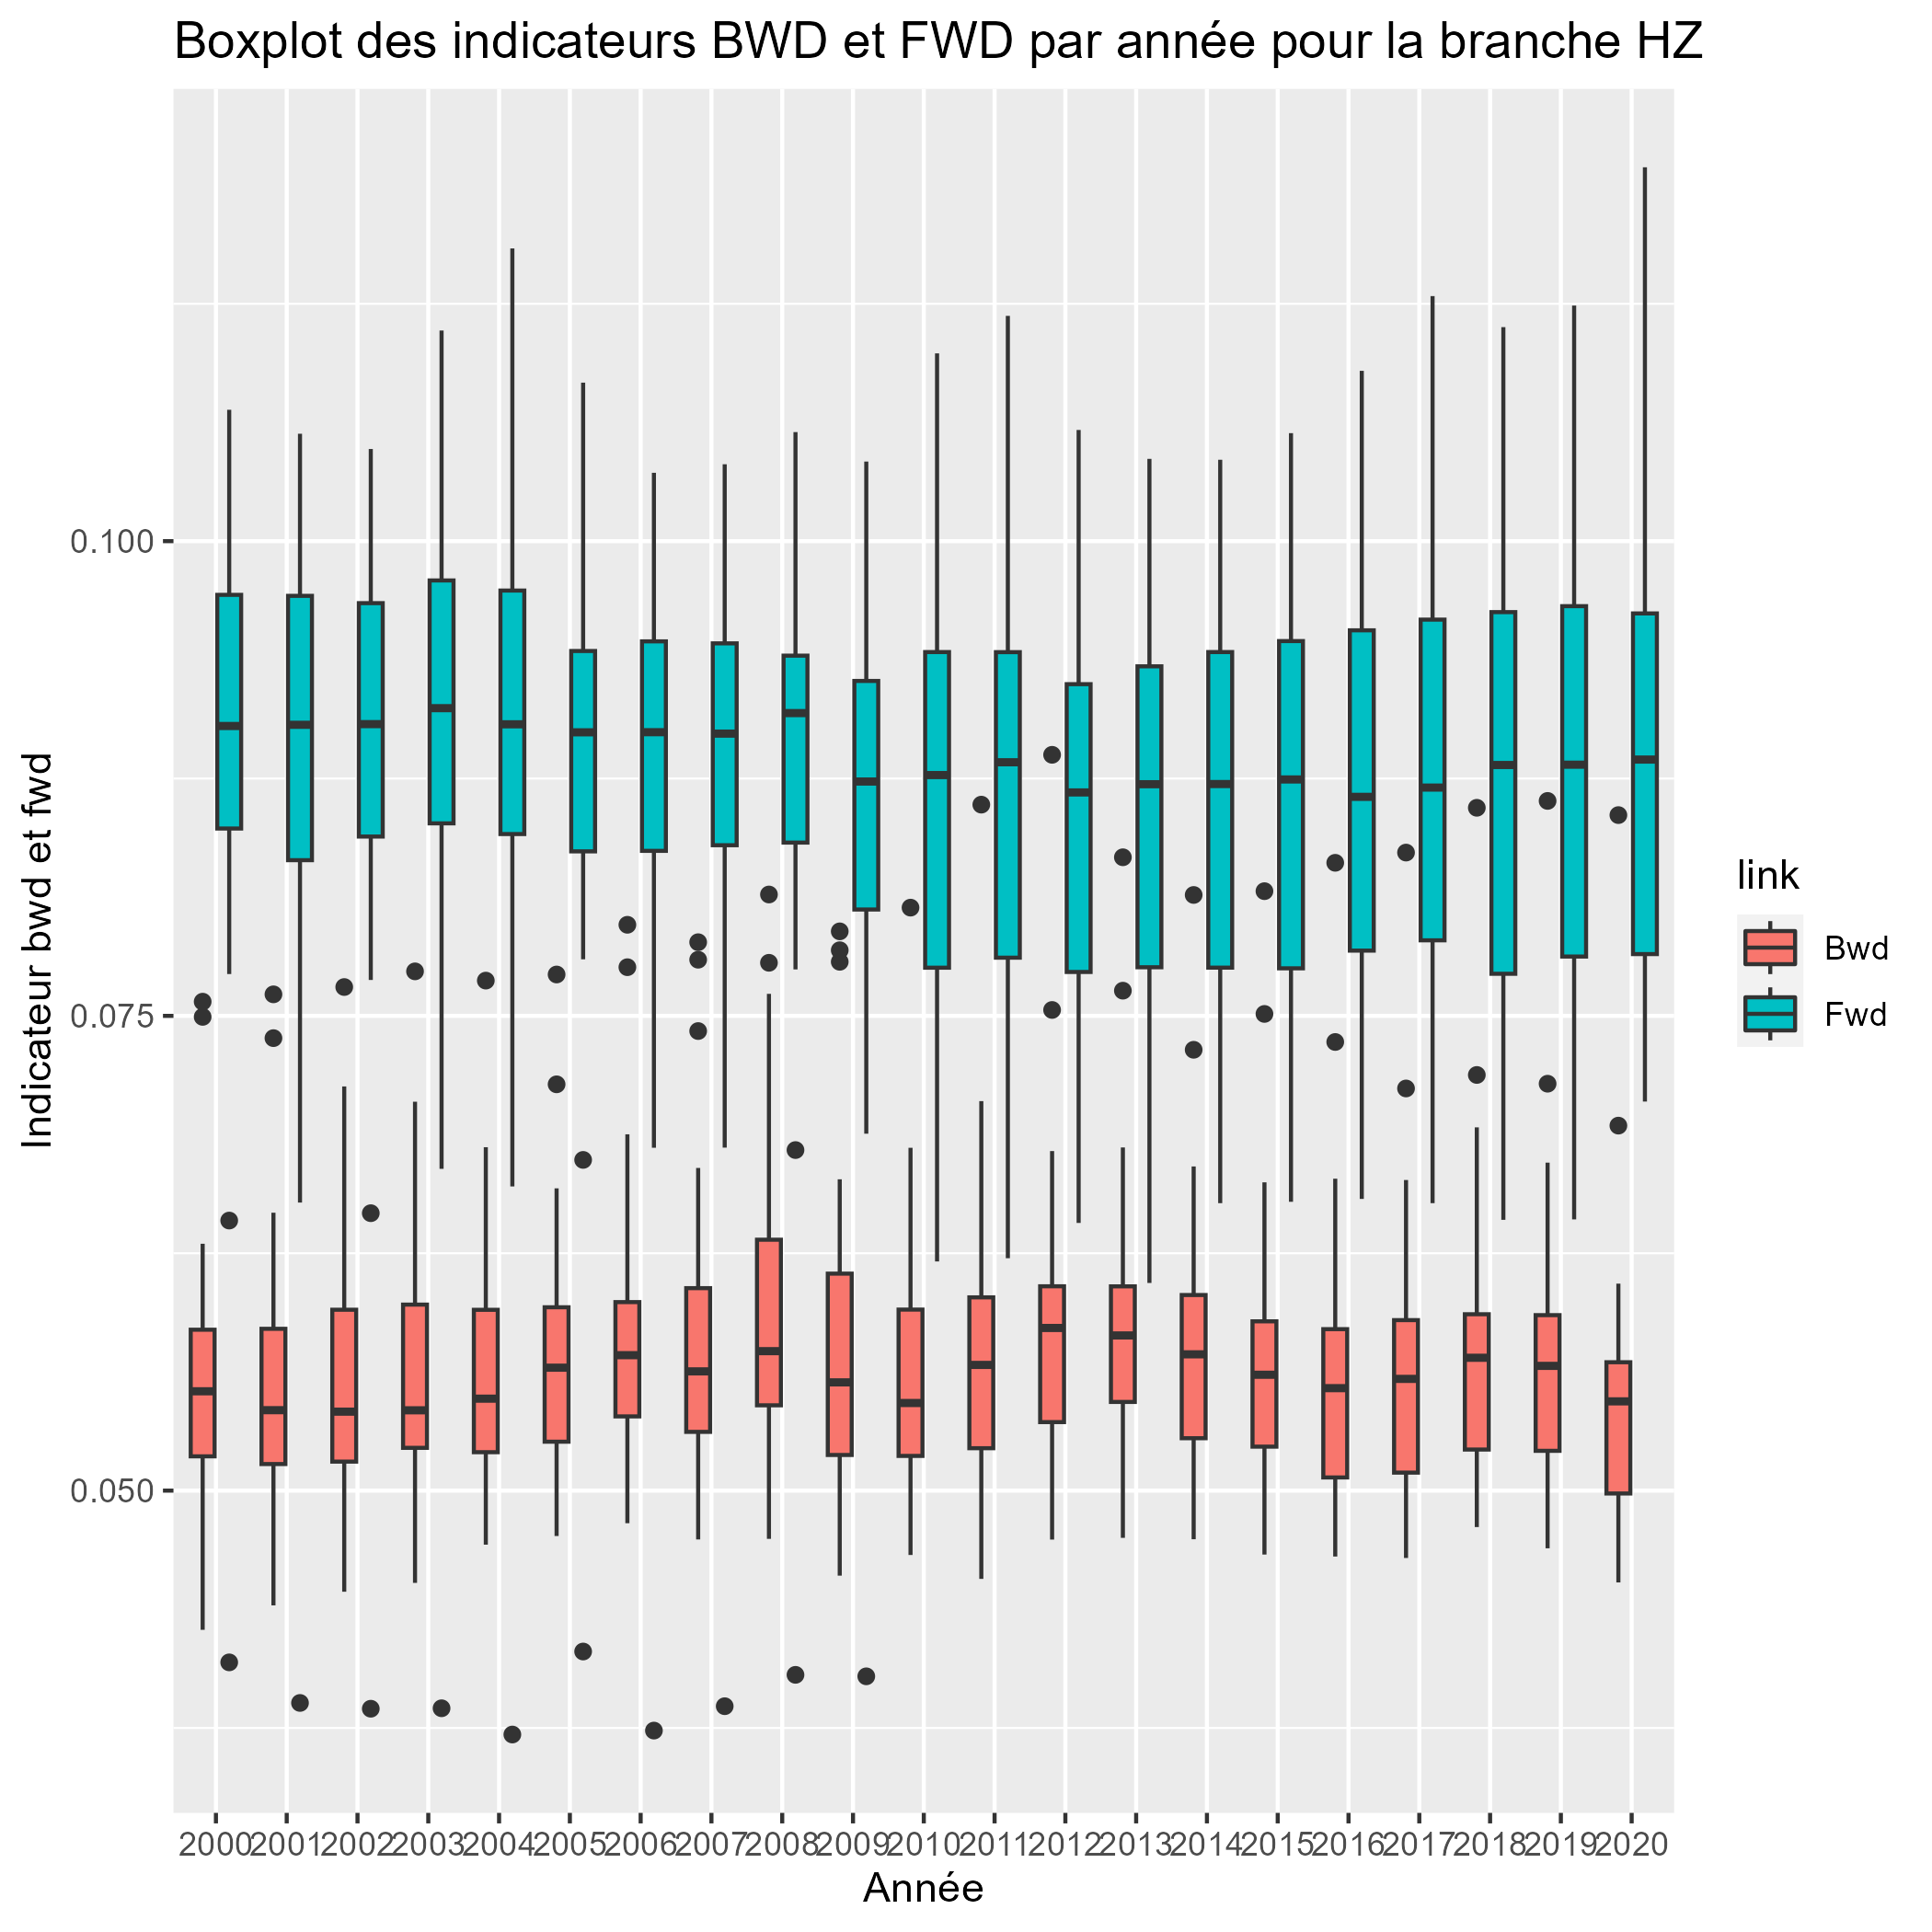 Boxplot des indicateurs BWD et FWD par année pour la branche HZ
Indicateur bwd et fwd
0.100
0.075
0.050
2000 2001 2002 2003 2004 2005 2006 2007 2008 2009 2010 2011 2012 2013 2014 2015 2016 2017 2018 2019 2020
Année
link
Bwd
Fwd